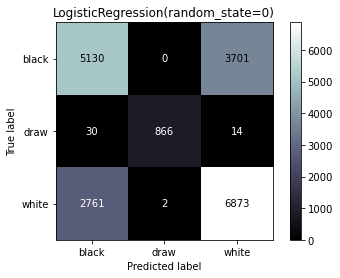 LogisticRegression(random_state=0)
black 5130 0 3701
draw 30 866 14
white 2761 2 6873
black draw white
Predicted label
True label
6000
5000
4000
3000
2000
1000
0